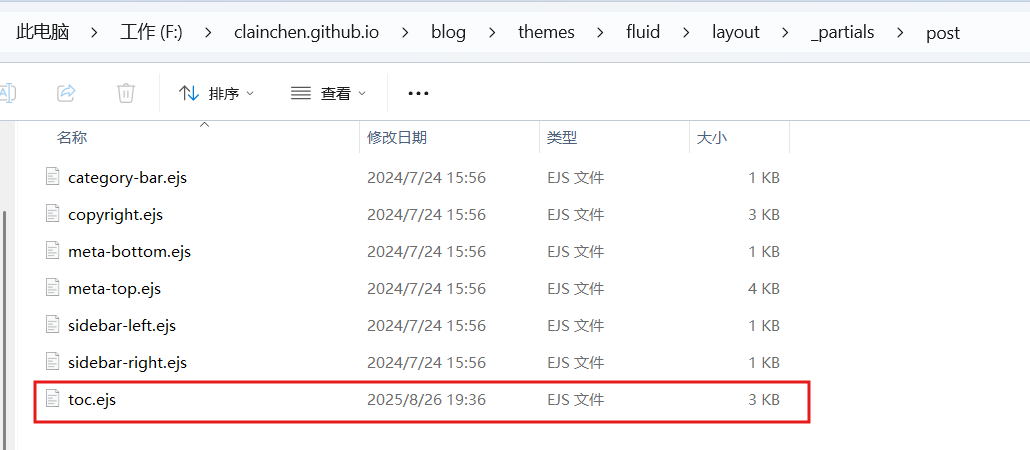 此电脑 > 工作 (F:) > clainchen.github.io > blog > themes > fluid > layout > _partials > post
A 排序 查看 •••
名称 修改日期 类型 大小
category-bar.ejs 2024/7/24 15:56 EJS 文件 1 KB
copyright.ejs 2024/7/24 15:56 EJS 文件 3 KB
meta-bottom.ejs 2024/7/24 15:56 EJS 文件 1 KB
meta-top.ejs 2024/7/24 15:56 EJS 文件 4 KB
sidebar-left.ejs 2024/7/24 15:56 EJS 文件 1 KB
sidebar-right.ejs 2024/7/24 15:56 EJS 文件 1 KB
toc.ejs 2025/8/26 19:36 EJS 文件 3 KB